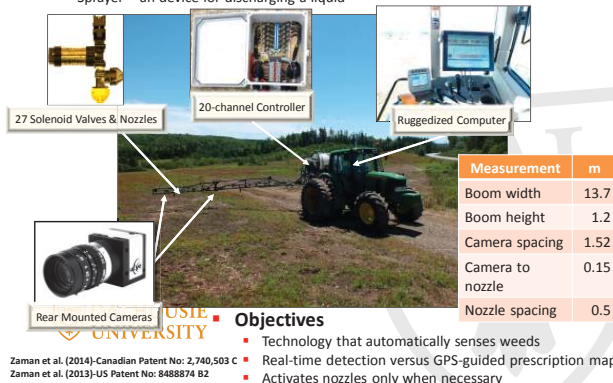 Sprayer – an device for discharging a liquid
27 Solenoid Valves & Nozzles
20-channel Controller
Ruggedized Computer
Measurement m
Boom width 13.7
Boom height 1.2
Camera spacing 1.52
Camera to
nozzle 0.15
Nozzle spacing 0.5
Rear Mounted Cameras
USIE
UNIVERSITY
Objectives
Technology that automatically senses weeds
Real-time detection versus GPS-guided prescription map
Activates nozzles only when necessary
Zaman et al. (2014)-Canadian Patent No: 2,740,503 C
Zaman et al. (2013)-US Patent No: 8488874 B2